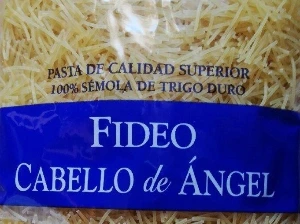 PASTA DE CALIDAD SUPERIOR
100% SÉMOLA DE TRIGO DURO
FIDEO
CABELLO de ÁNGEL